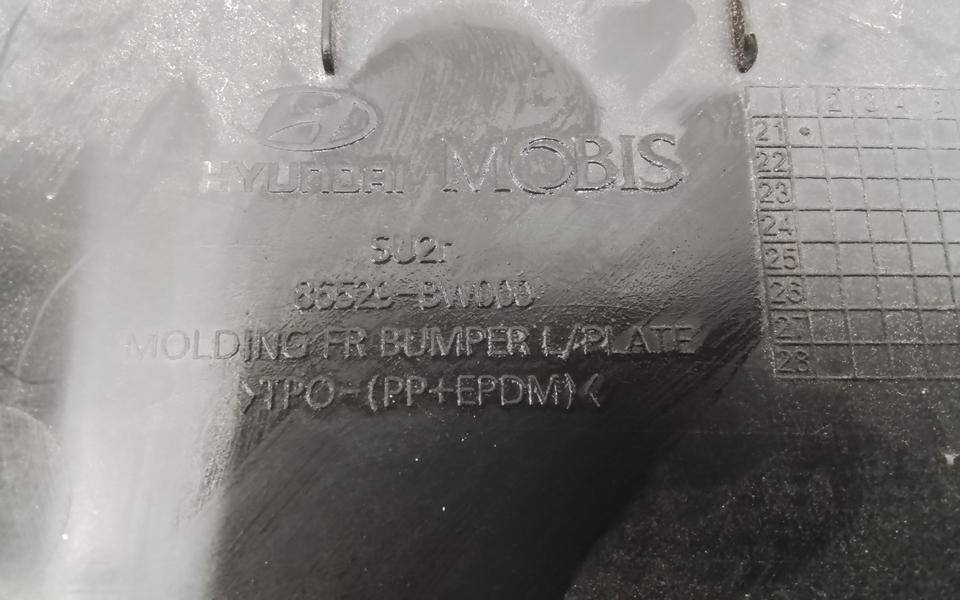 HYUNDAI MOBIS
SU2r
86529-BW000
MOLDING FR BUMPER L/PLATE
>TPO-(PP+EPDM)<
1 2 3 4 5
21
22
23
24
25
26
27
28